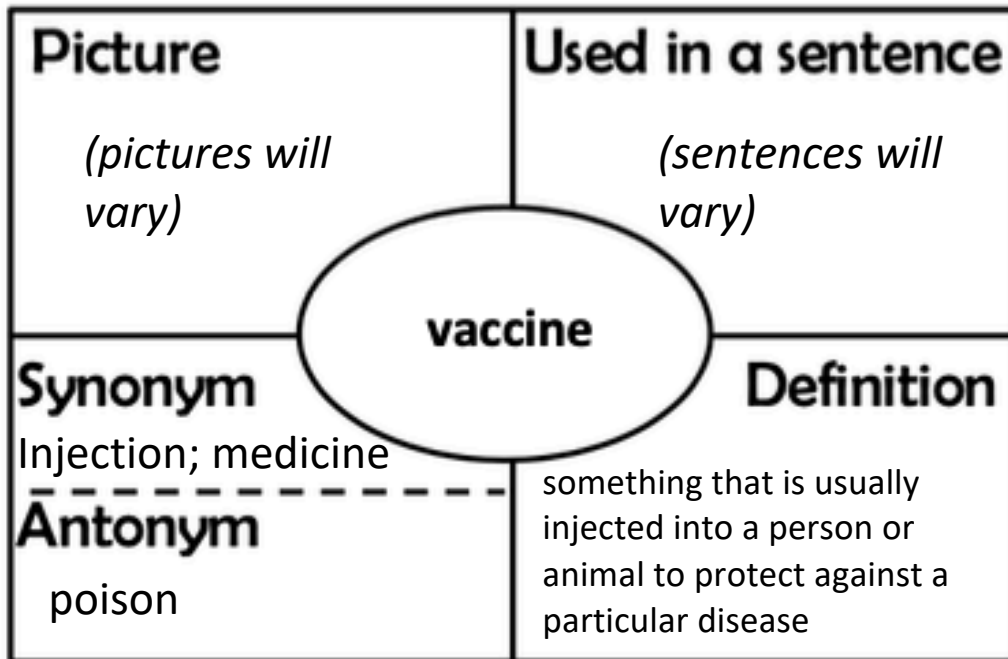 Picture
(pictures will
vary)
Used in a sentence
(sentences will
vary)
vaccine
Synonym
Injection; medicine
Antonym
poison
Definition
something that is usually
injected into a person or
animal to protect against a
particular disease